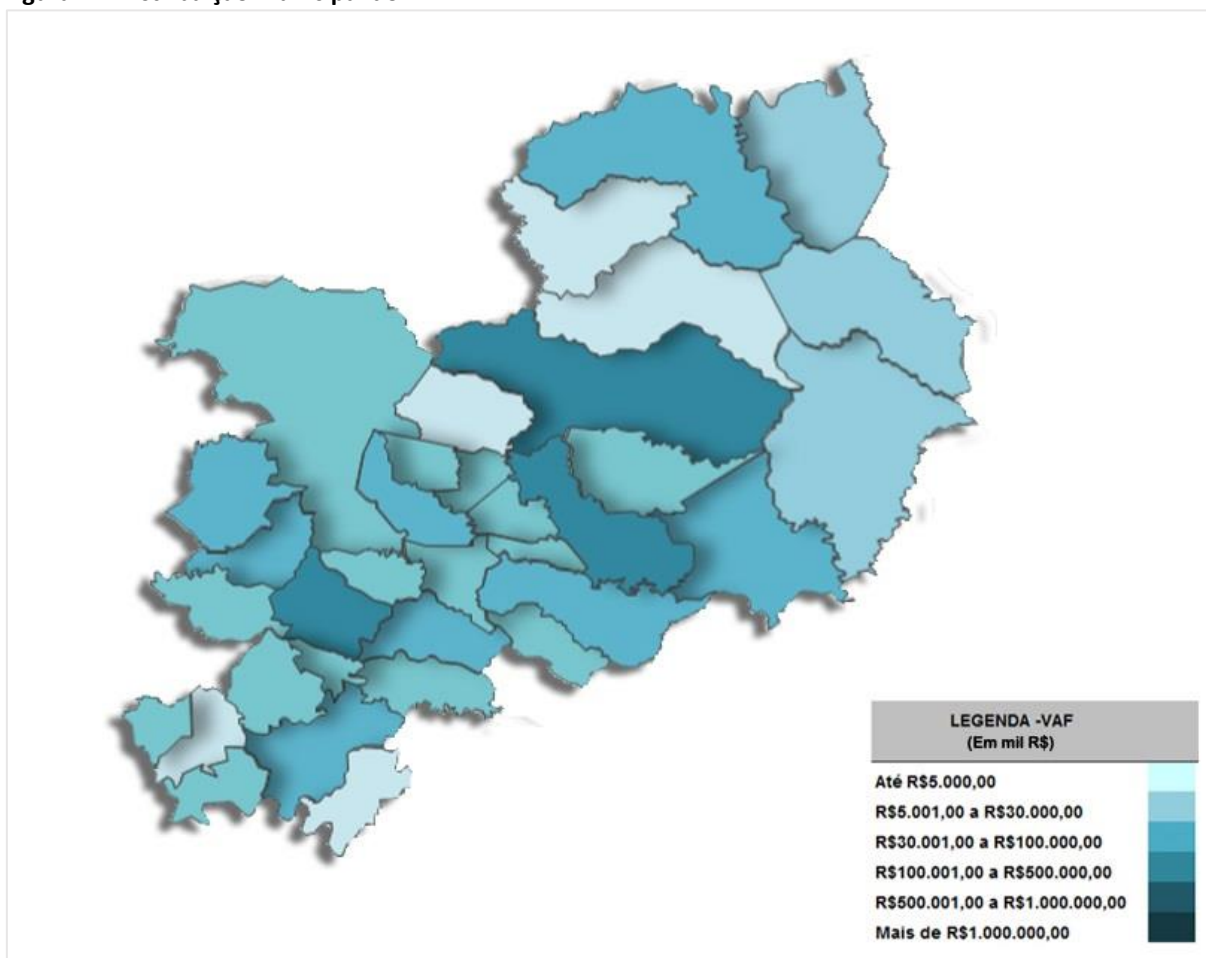 LEGENDA -VAF
(Em mil R$)
Até R$5.000,00
R$5.001,00 a R$30.000,00
R$30.001,00 a R$100.000,00
R$100.001,00 a R$500.000,00
R$500.001,00 a R$1.000.000,00
Mais de R$1.000.000,00